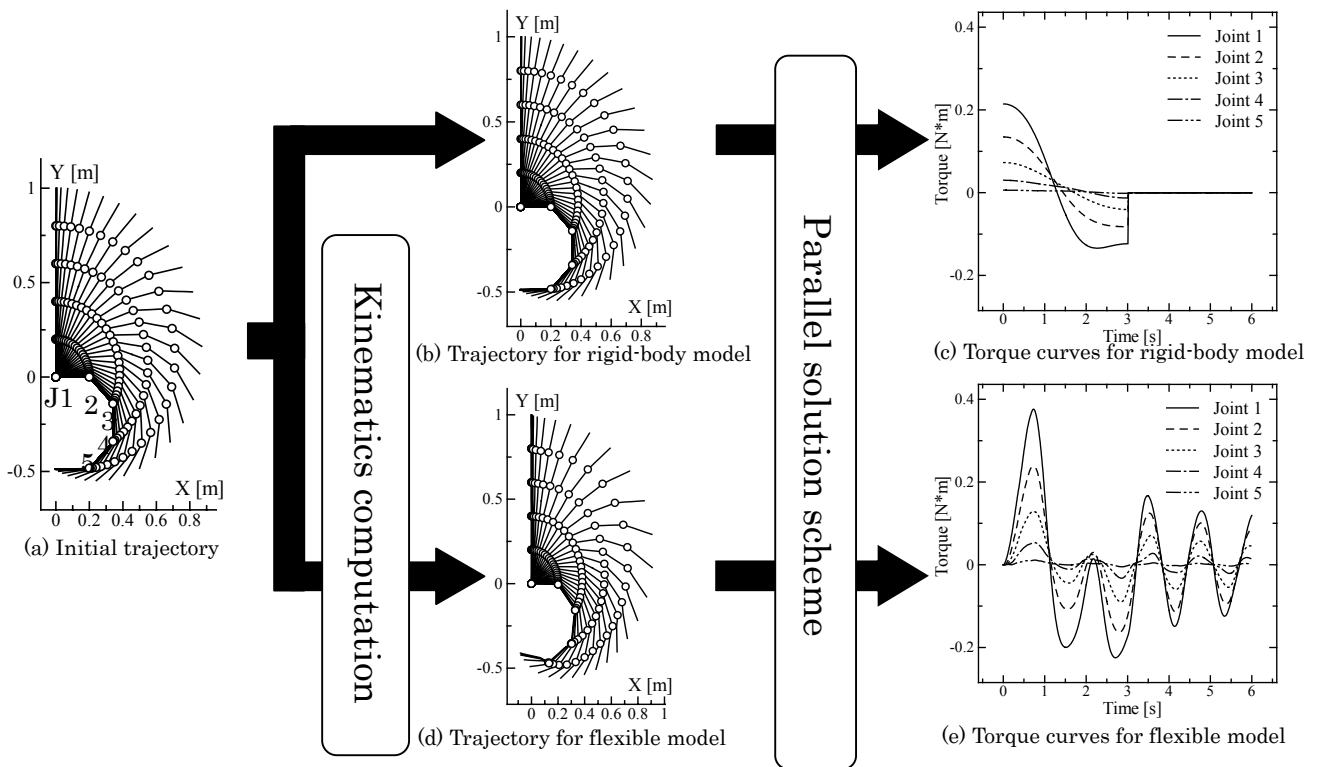 Y [m]
1
0.5
0
-0.5
J1
2
3
4
5
X [m]
0 0.2 0.4 0.6 0.8
(a) Initial trajectory
Kinematics computation
Y [m]
1
0.5
0
-0.5
X [m]
0 0.2 0.4 0.6 0.8
(b) Trajectory for rigid-body model
Y [m]
1
0.5
0
-0.5
X [m]
0 0.2 0.4 0.6 0.8 1
(d) Trajectory for flexible model
Parallel solution scheme
0.4
0.2
0
-0.2
Torque [N*m]
Joint 1
Joint 2
Joint 3
Joint 4
Joint 5
0 1 2 3 4 5 6
Time [s]
(c) Torque curves for rigid-body model
0.4
0.2
0
-0.2
Torque [N*m]
Joint 1
Joint 2
Joint 3
Joint 4
Joint 5
0 1 2 3 4 5 6
Time [s]
(e) Torque curves for flexible model